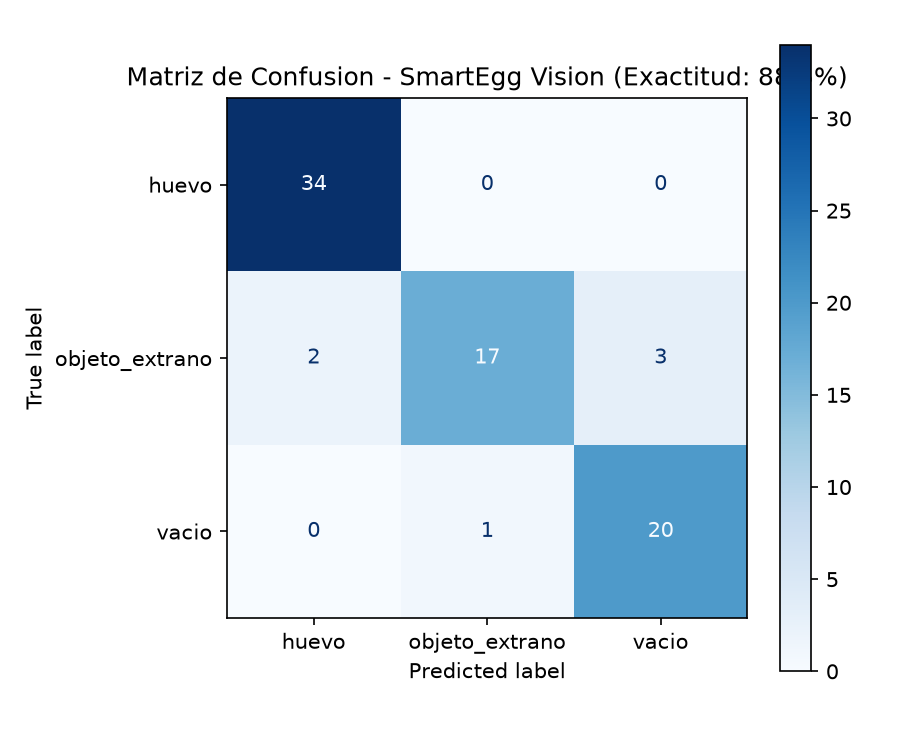 Matriz de Confusion - SmartEgg Vision (Exactitud: 8 %)
30
huevo 34 0 0
25
20
True label
objeto_extrano 2 17 3
15
10
vacio 0 1 20
5
huevo objeto_extrano vacio
0
Predicted label